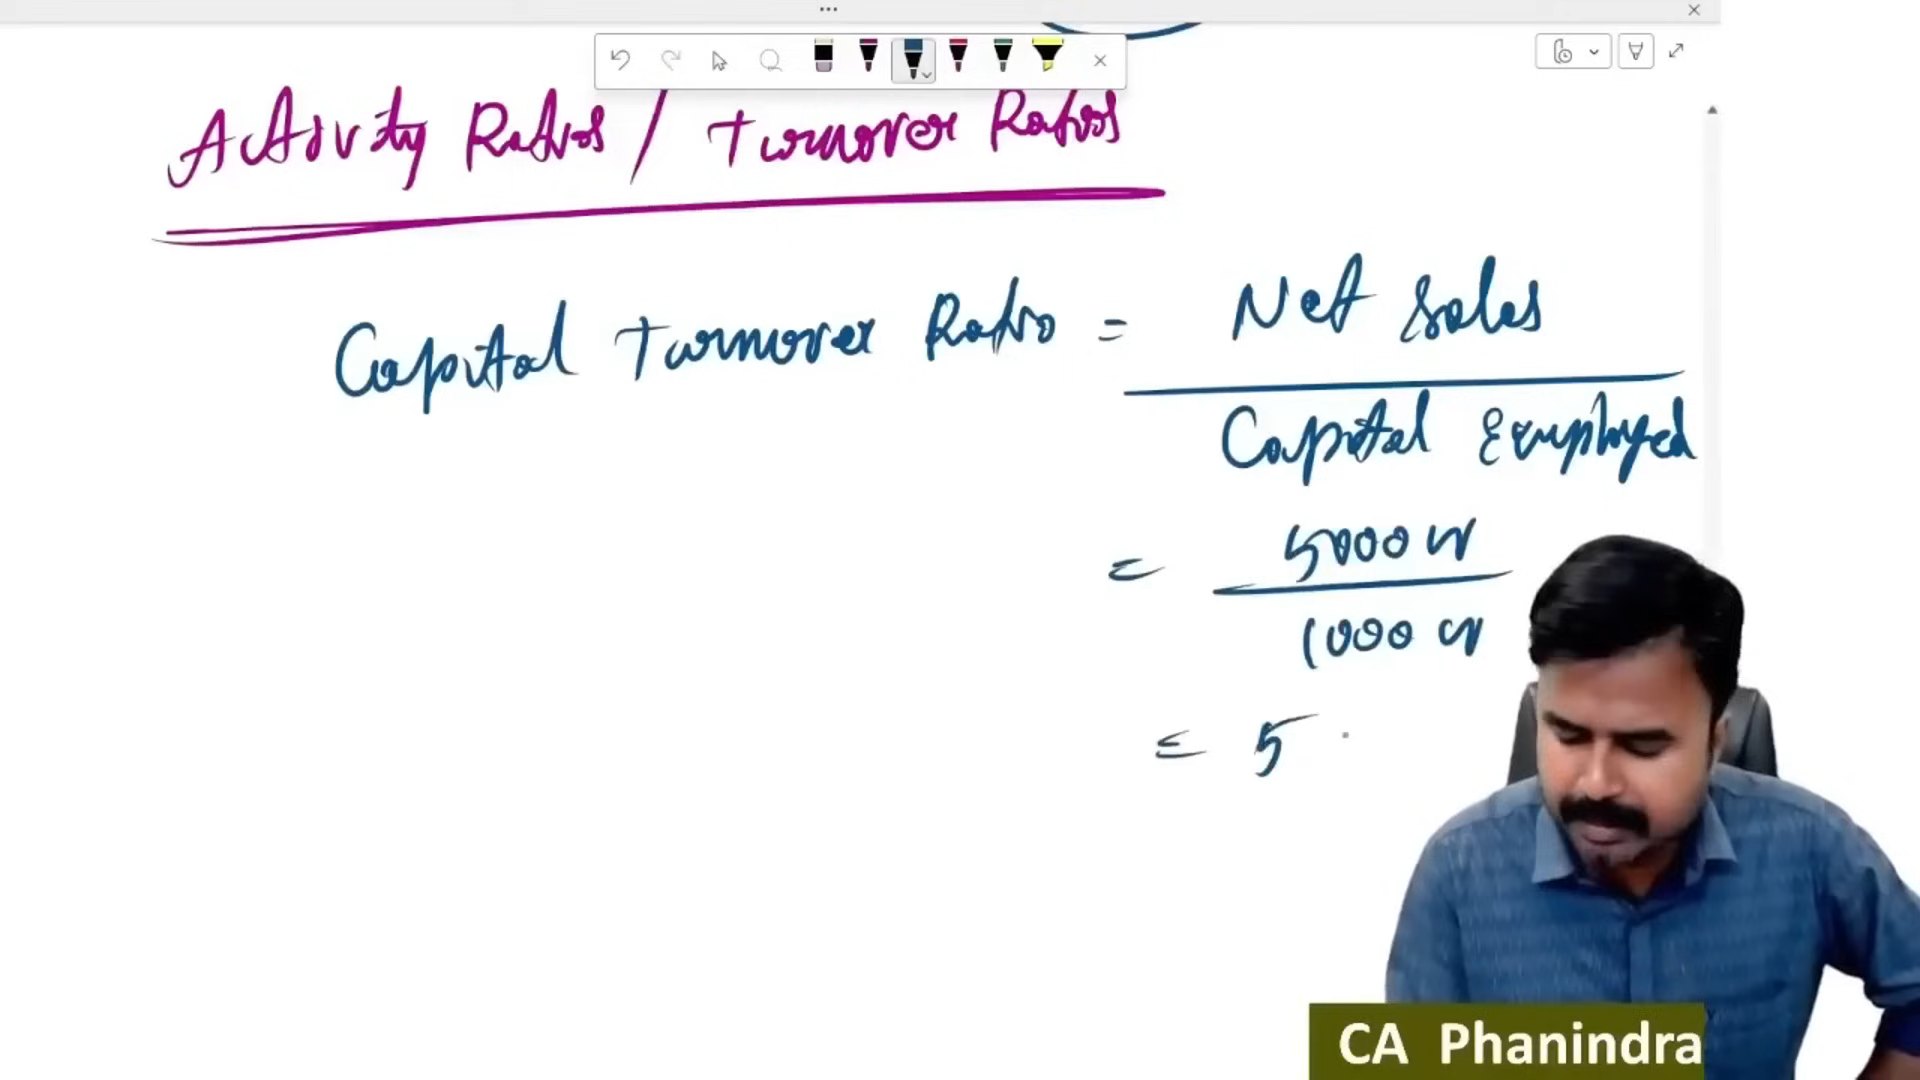 Activity Ratios / Turnover Ratios
Capital Turnover Ratio = Net Sales
Capital Employed
= 5000 cr
1000 cr
= 5
CA Phanindra